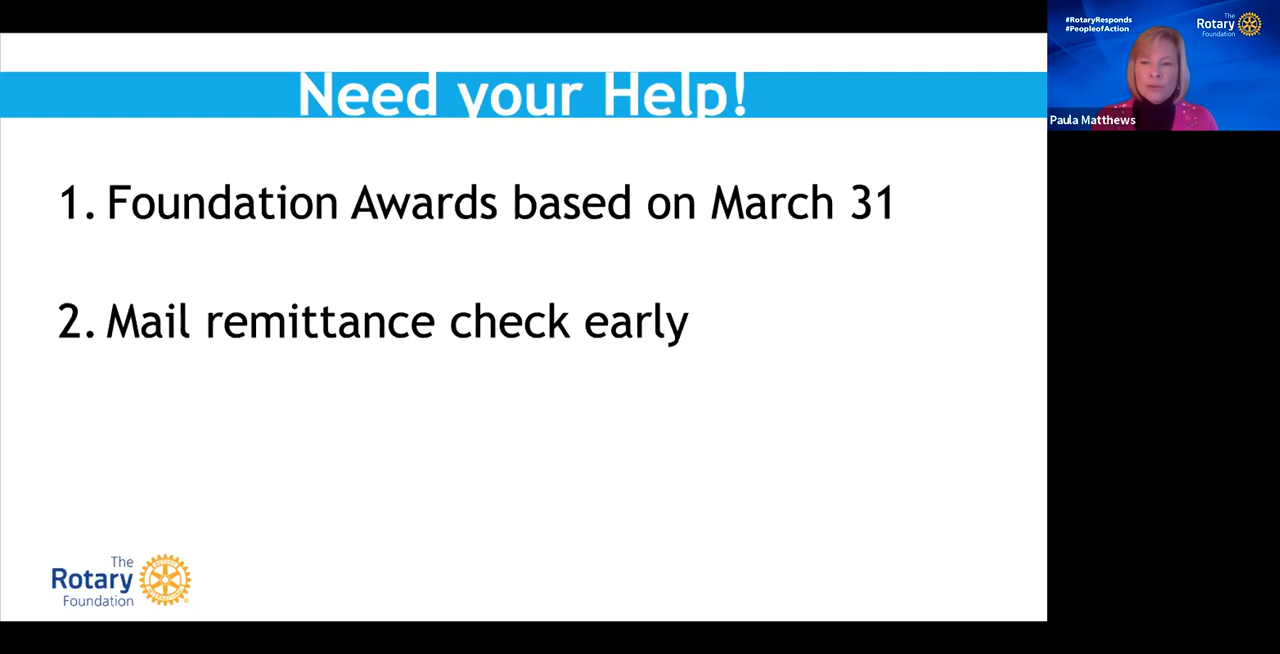 Need your Help!
1. Foundation Awards based on March 31
2. Mail remittance check early
The
Rotary
Foundation
#RotaryResponds
#PeopleofAction
The
Rotary
Foundation
Paula Matthews